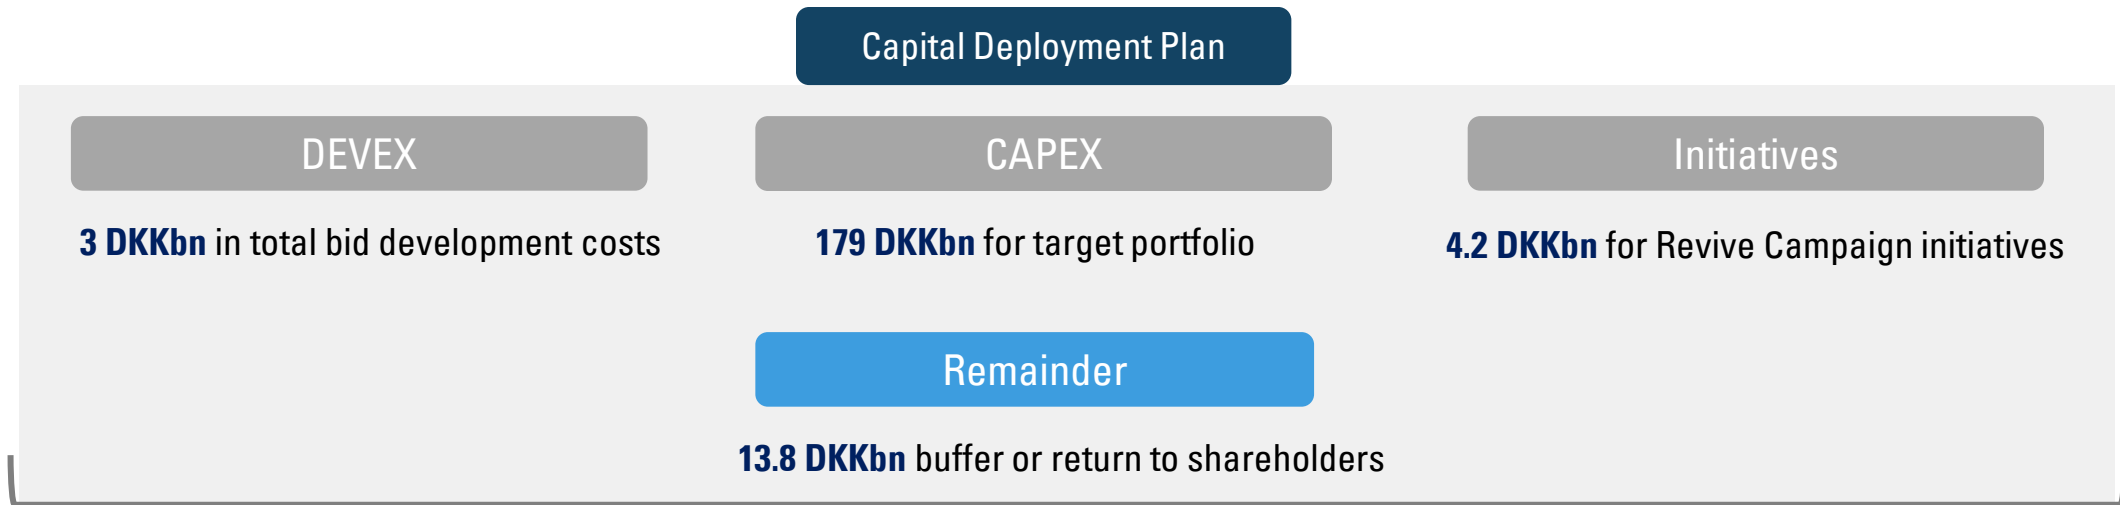 Capital Deployment Plan
DEVEX
CAPEX
Initiatives
3 DKKbn in total bid development costs
179 DKKbn for target portfolio
4.2 DKKbn for Revive Campaign initiatives
Remainder
13.8 DKKbn buffer or return to shareholders